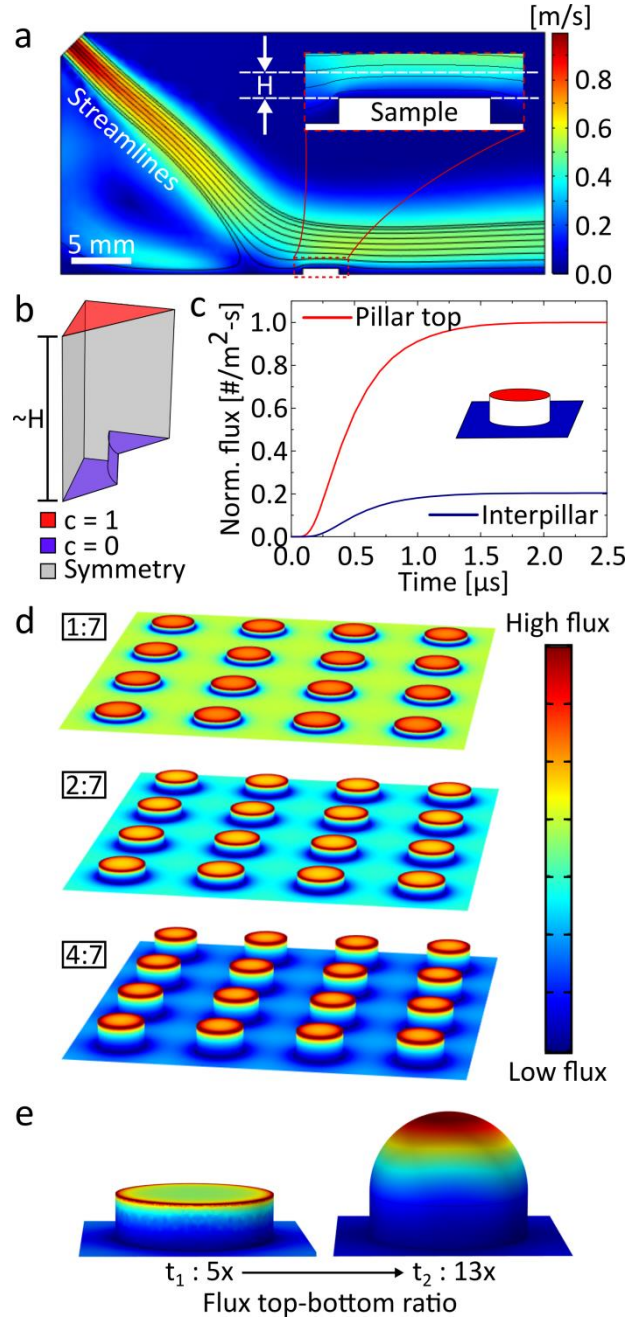 a
[m/s]
0.8
0.6
0.4
0.2
0.0
H
Sample
Streamlines
5 mm
b
~H
c = 1
c = 0
Symmetry
c
Norm. flux [#/m²-s]
1.0
0.8
0.6
0.4
0.2
0.0
Pillar top
Interpillar
0.0 0.5 1.0 1.5 2.0 2.5
Time [µs]
d
1:7
2:7
4:7
High flux
Low flux
e
t₁ : 5x
t₂ : 13x
Flux top-bottom ratio